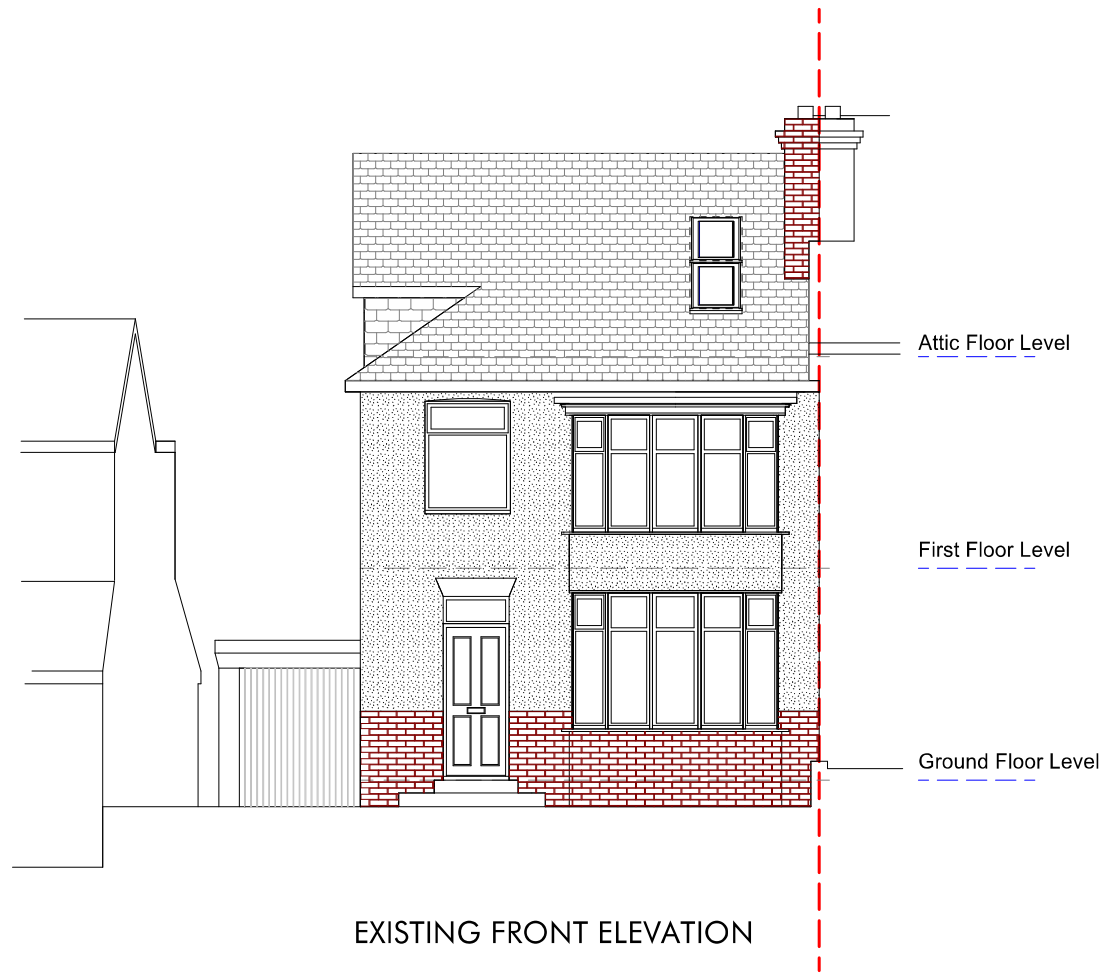 Attic Floor Level
First Floor Level
Ground Floor Level
EXISTING FRONT ELEVATION